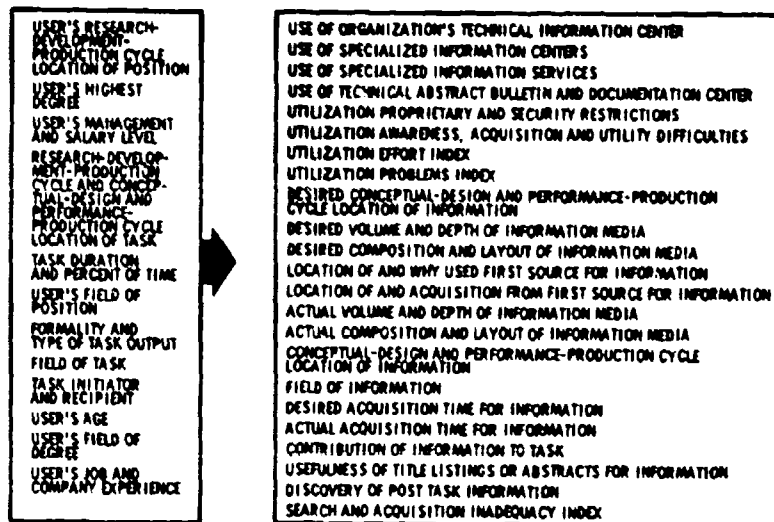 USER'S RESEARCH-
DEVELOPMENT-
PRODUCTION CYCLE
LOCATION OF POSITION
USER'S HIGHEST
DEGREE
USER'S MANAGEMENT
AND SALARY LEVEL
RESEARCH-DEVELOP-
MENT-PRODUCTION
CYCLE AND CONCEP-
TUAL-DESIGN AND
PERFORMANCE-
PRODUCTION CYCLE
LOCATION OF TASK
TASK DURATION
AND PERCENT OF TIME
USER'S FIELD OF
POSITION
FORMALITY AND
TYPE OF TASK OUTPUT
FIELD OF TASK
TASK INITIATOR
AND RECIPIENT
USER'S AGE
USER'S FIELD OF
DEGREE
USER'S JOB AND
COMPANY EXPERIENCE
USE OF ORGANIZATION'S TECHNICAL INFORMATION CENTER
USE OF SPECIALIZED INFORMATION CENTERS
USE OF SPECIALIZED INFORMATION SERVICES
USE OF TECHNICAL ABSTRACT BULLETIN AND DOCUMENTATION CENTER
UTILIZATION PROPRIETARY AND SECURITY RESTRICTIONS
UTILIZATION AWARENESS, ACQUISITION AND UTILITY DIFFICULTIES
UTILIZATION EFFORT INDEX
UTILIZATION PROBLEMS INDEX
DESIRED CONCEPTUAL-DESIGN AND PERFORMANCE-PRODUCTION
CYCLE LOCATION OF INFORMATION
DESIRED VOLUME AND DEPTH OF INFORMATION MEDIA
DESIRED COMPOSITION AND LAYOUT OF INFORMATION MEDIA
LOCATION OF AND WHY USED FIRST SOURCE FOR INFORMATION
LOCATION OF AND ACQUISITION FROM FIRST SOURCE FOR INFORMATION
ACTUAL VOLUME AND DEPTH OF INFORMATION MEDIA
ACTUAL COMPOSITION AND LAYOUT OF INFORMATION MEDIA
CONCEPTUAL-DESIGN AND PERFORMANCE-PRODUCTION CYCLE
LOCATION OF INFORMATION
FIELD OF INFORMATION
DESIRED ACQUISITION TIME FOR INFORMATION
ACTUAL ACQUISITION TIME FOR INFORMATION
CONTRIBUTION OF INFORMATION TO TASK
USEFULNESS OF TITLE LISTINGS OR ABSTRACTS FOR INFORMATION
DISCOVERY OF POST TASK INFORMATION
SEARCH AND ACQUISITION INADEQUACY INDEX